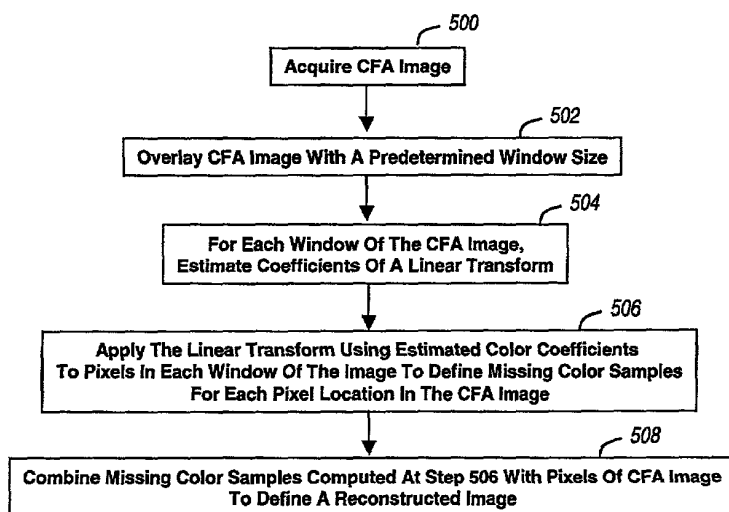 500
Acquire CFA Image
502
Overlay CFA Image With A Predetermined Window Size
504
For Each Window Of The CFA Image,
Estimate Coefficients Of A Linear Transform
506
Apply The Linear Transform Using Estimated Color Coefficients
To Pixels In Each Window Of The Image To Define Missing Color Samples
For Each Pixel Location In The CFA Image
508
Combine Missing Color Samples Computed At Step 506 With Pixels Of CFA Image
To Define A Reconstructed Image